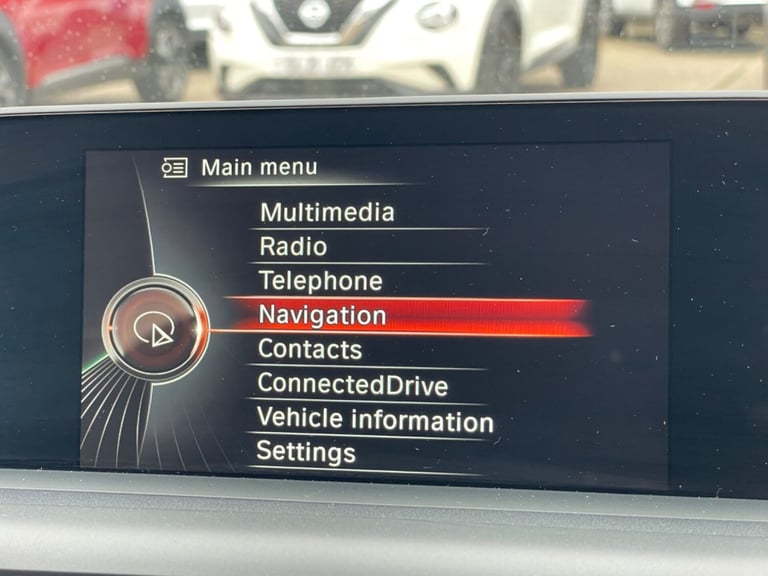 Main menu
Multimedia
Radio
Telephone
Navigation
Contacts
ConnectedDrive
Vehicle information
Settings